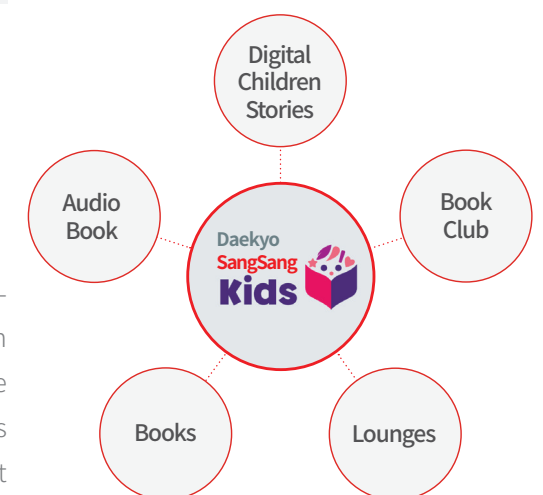 Digital
Children
Stories
Audio
Book
Book
Club
Daekyo
SangSang
Kids
Books
Lounges